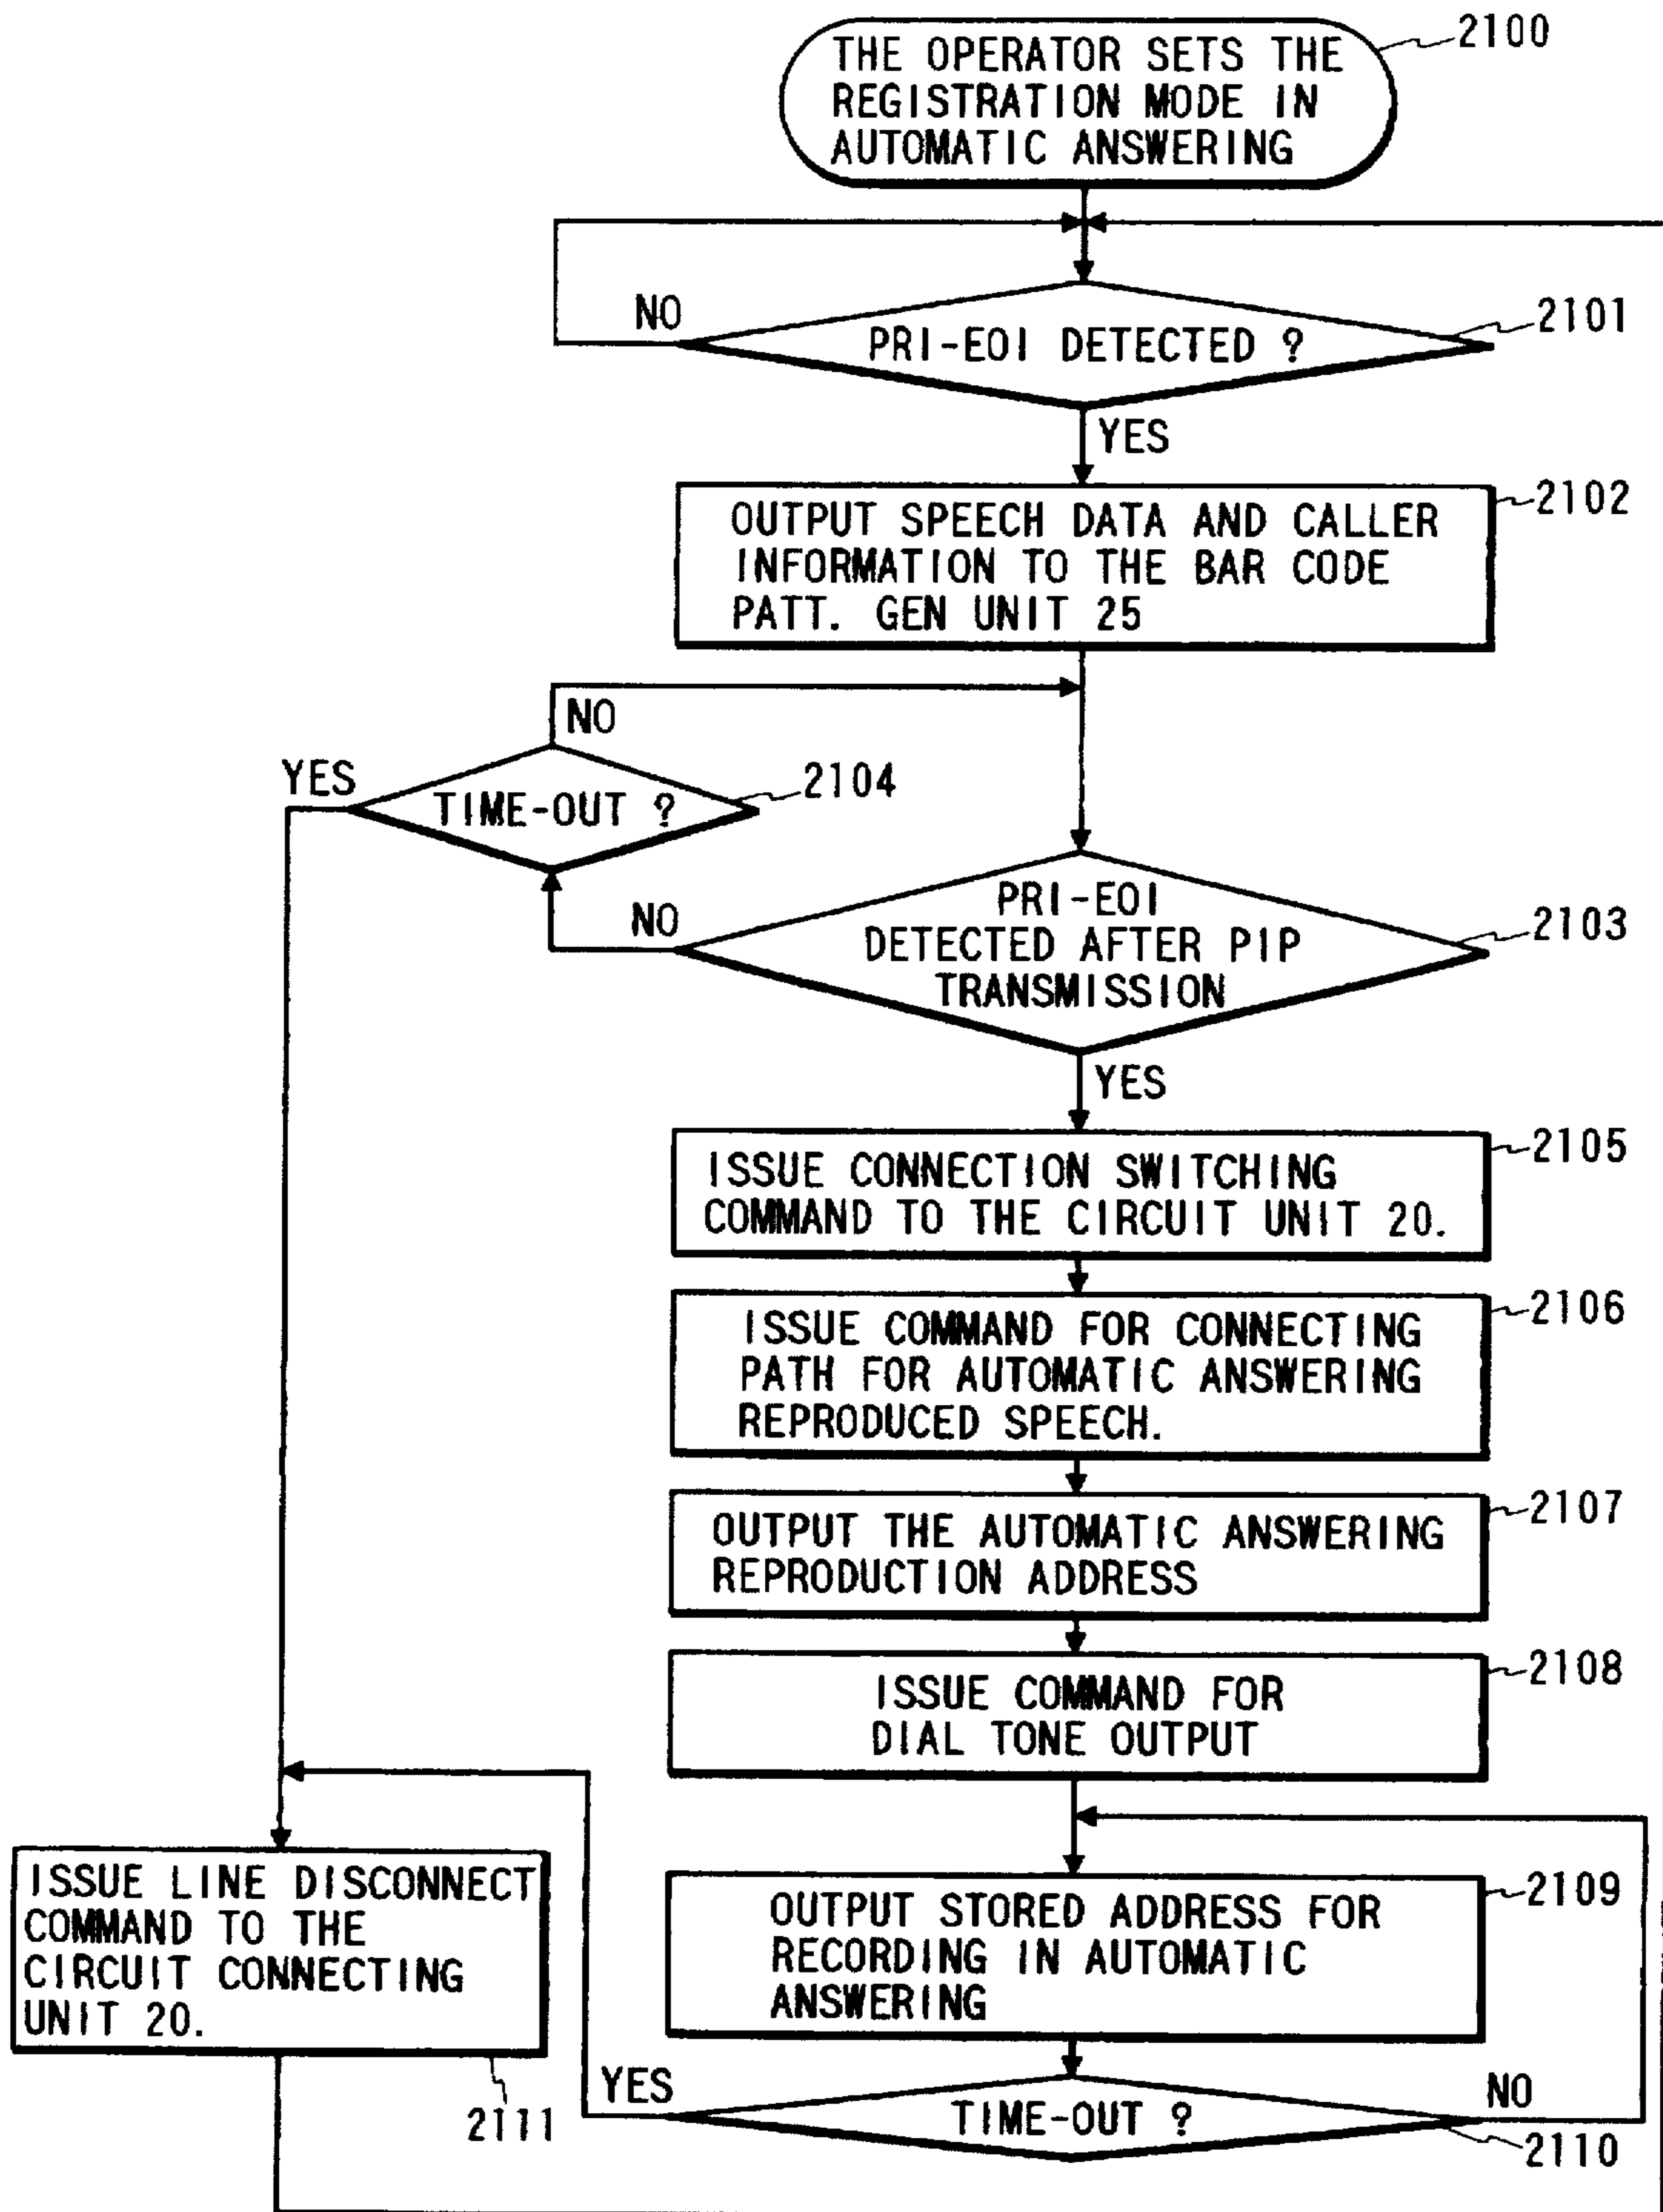 THE OPERATOR SETS THE
REGISTRATION MODE IN
AUTOMATIC ANSWERING
2100
NO
PRI-EOI DETECTED ?
2101
YES
OUTPUT SPEECH DATA AND CALLER
INFORMATION TO THE BAR CODE
PATT. GEN UNIT 25
2102
NO
YES
TIME-OUT ?
2104
NO
PRI-EOI
DETECTED AFTER PIP
TRANSMISSION
2103
YES
ISSUE CONNECTION SWITCHING
COMMAND TO THE CIRCUIT UNIT 20.
2105
ISSUE COMMAND FOR CONNECTING
PATH FOR AUTOMATIC ANSWERING
REPRODUCED SPEECH.
2106
OUTPUT THE AUTOMATIC ANSWERING
REPRODUCTION ADDRESS
2107
ISSUE COMMAND FOR
DIAL TONE OUTPUT
2108
OUTPUT STORED ADDRESS FOR
RECORDING IN AUTOMATIC
ANSWERING
2109
ISSUE LINE DISCONNECT
COMMAND TO THE
CIRCUIT CONNECTING
UNIT 20.
2111
YES
TIME-OUT ?
NO
2110